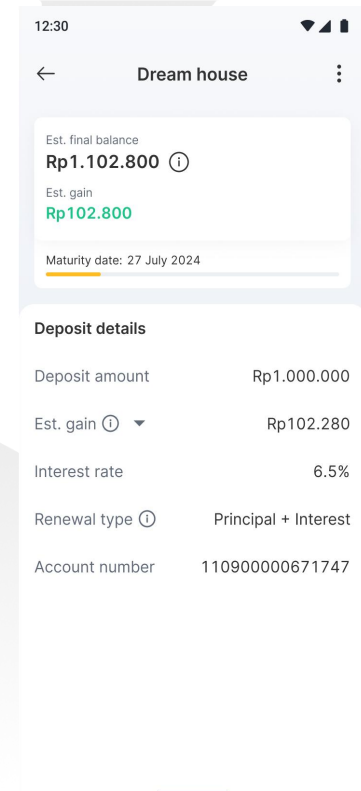 12:30
Dream house
Est. final balance
Rp1.102.800
Est. gain
Rp102.800
Maturity date: 27 July 2024
Deposit details
Deposit amount Rp1.000.000
Est. gain Rp102.280
Interest rate 6.5%
Renewal type Principal + Interest
Account number 110900000671747